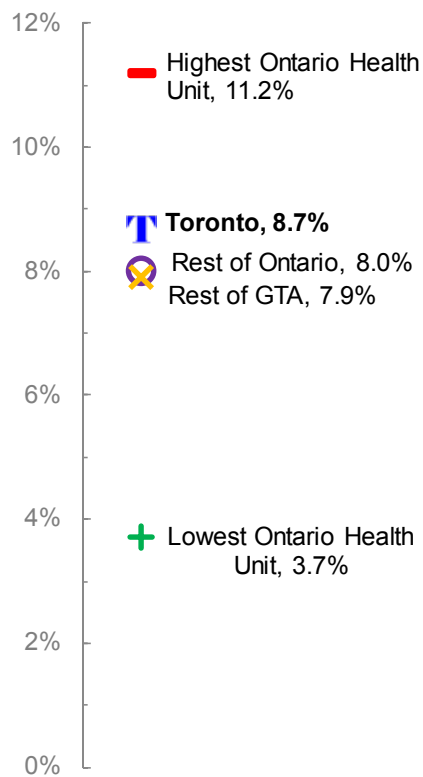 12%
Highest Ontario Health
Unit, 11.2%
10%
T Toronto, 8.7%
Rest of Ontario, 8.0%
8%
Rest of GTA, 7.9%
6%
4%
Lowest Ontario Health
Unit, 3.7%
2%
0%